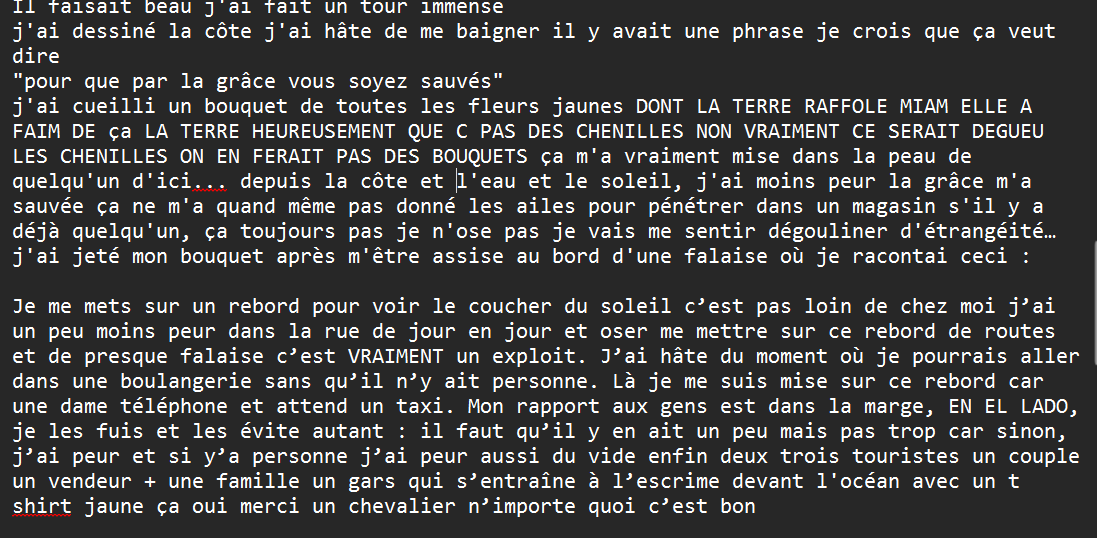 Il faisait beau j'ai fait un tour immense
j'ai dessiné la côte j'ai hâte de me baigner il y avait une phrase je crois que ça veut
dire
"pour que par la grâce vous soyez sauvés"
j'ai cueilli un bouquet de toutes les fleurs jaunes DONT LA TERRE RAFFOLE MIAM ELLE A
FAIM DE ça LA TERRE HEUREUSEMENT QUE C PAS DES CHENILLES NON VRAIMENT CE SERAIT DEGUEU
LES CHENILLES ON EN FERAIT PAS DES BOUQUETS ça m'a vraiment mise dans la peau de
quelqu'un d'ici... depuis la côte et l'eau et le soleil, j'ai moins peur la grâce m'a
sauvée ça ne m'a quand même pas donné les ailes pour pénétrer dans un magasin s'il y a
déjà quelqu'un, ça toujours pas je n'ose pas je vais me sentir dégouliner d'étrangéité…
j'ai jeté mon bouquet après m'être assise au bord d'une falaise où je racontai ceci :
Je me mets sur un rebord pour voir le coucher du soleil c’est pas loin de chez moi j’ai
un peu moins peur dans la rue de jour en jour et oser me mettre sur ce rebord de routes
et de presque falaise c’est VRAIMENT un exploit. J’ai hâte du moment où je pourrais aller
dans une boulangerie sans qu’il n’y ait personne. Là je me suis mise sur ce rebord car
une dame téléphone et attend un taxi. Mon rapport aux gens est dans la marge, EN EL LADO,
je les fuis et les évite autant : il faut qu’il y en ait un peu mais pas trop car sinon,
j’ai peur et si y’a personne j’ai peur aussi du vide enfin deux trois touristes un couple
un vendeur + une famille un gars qui s’entraîne à l’escrime devant l'océan avec un t
shirt jaune ça oui merci un chevalier n’importe quoi c’est bon